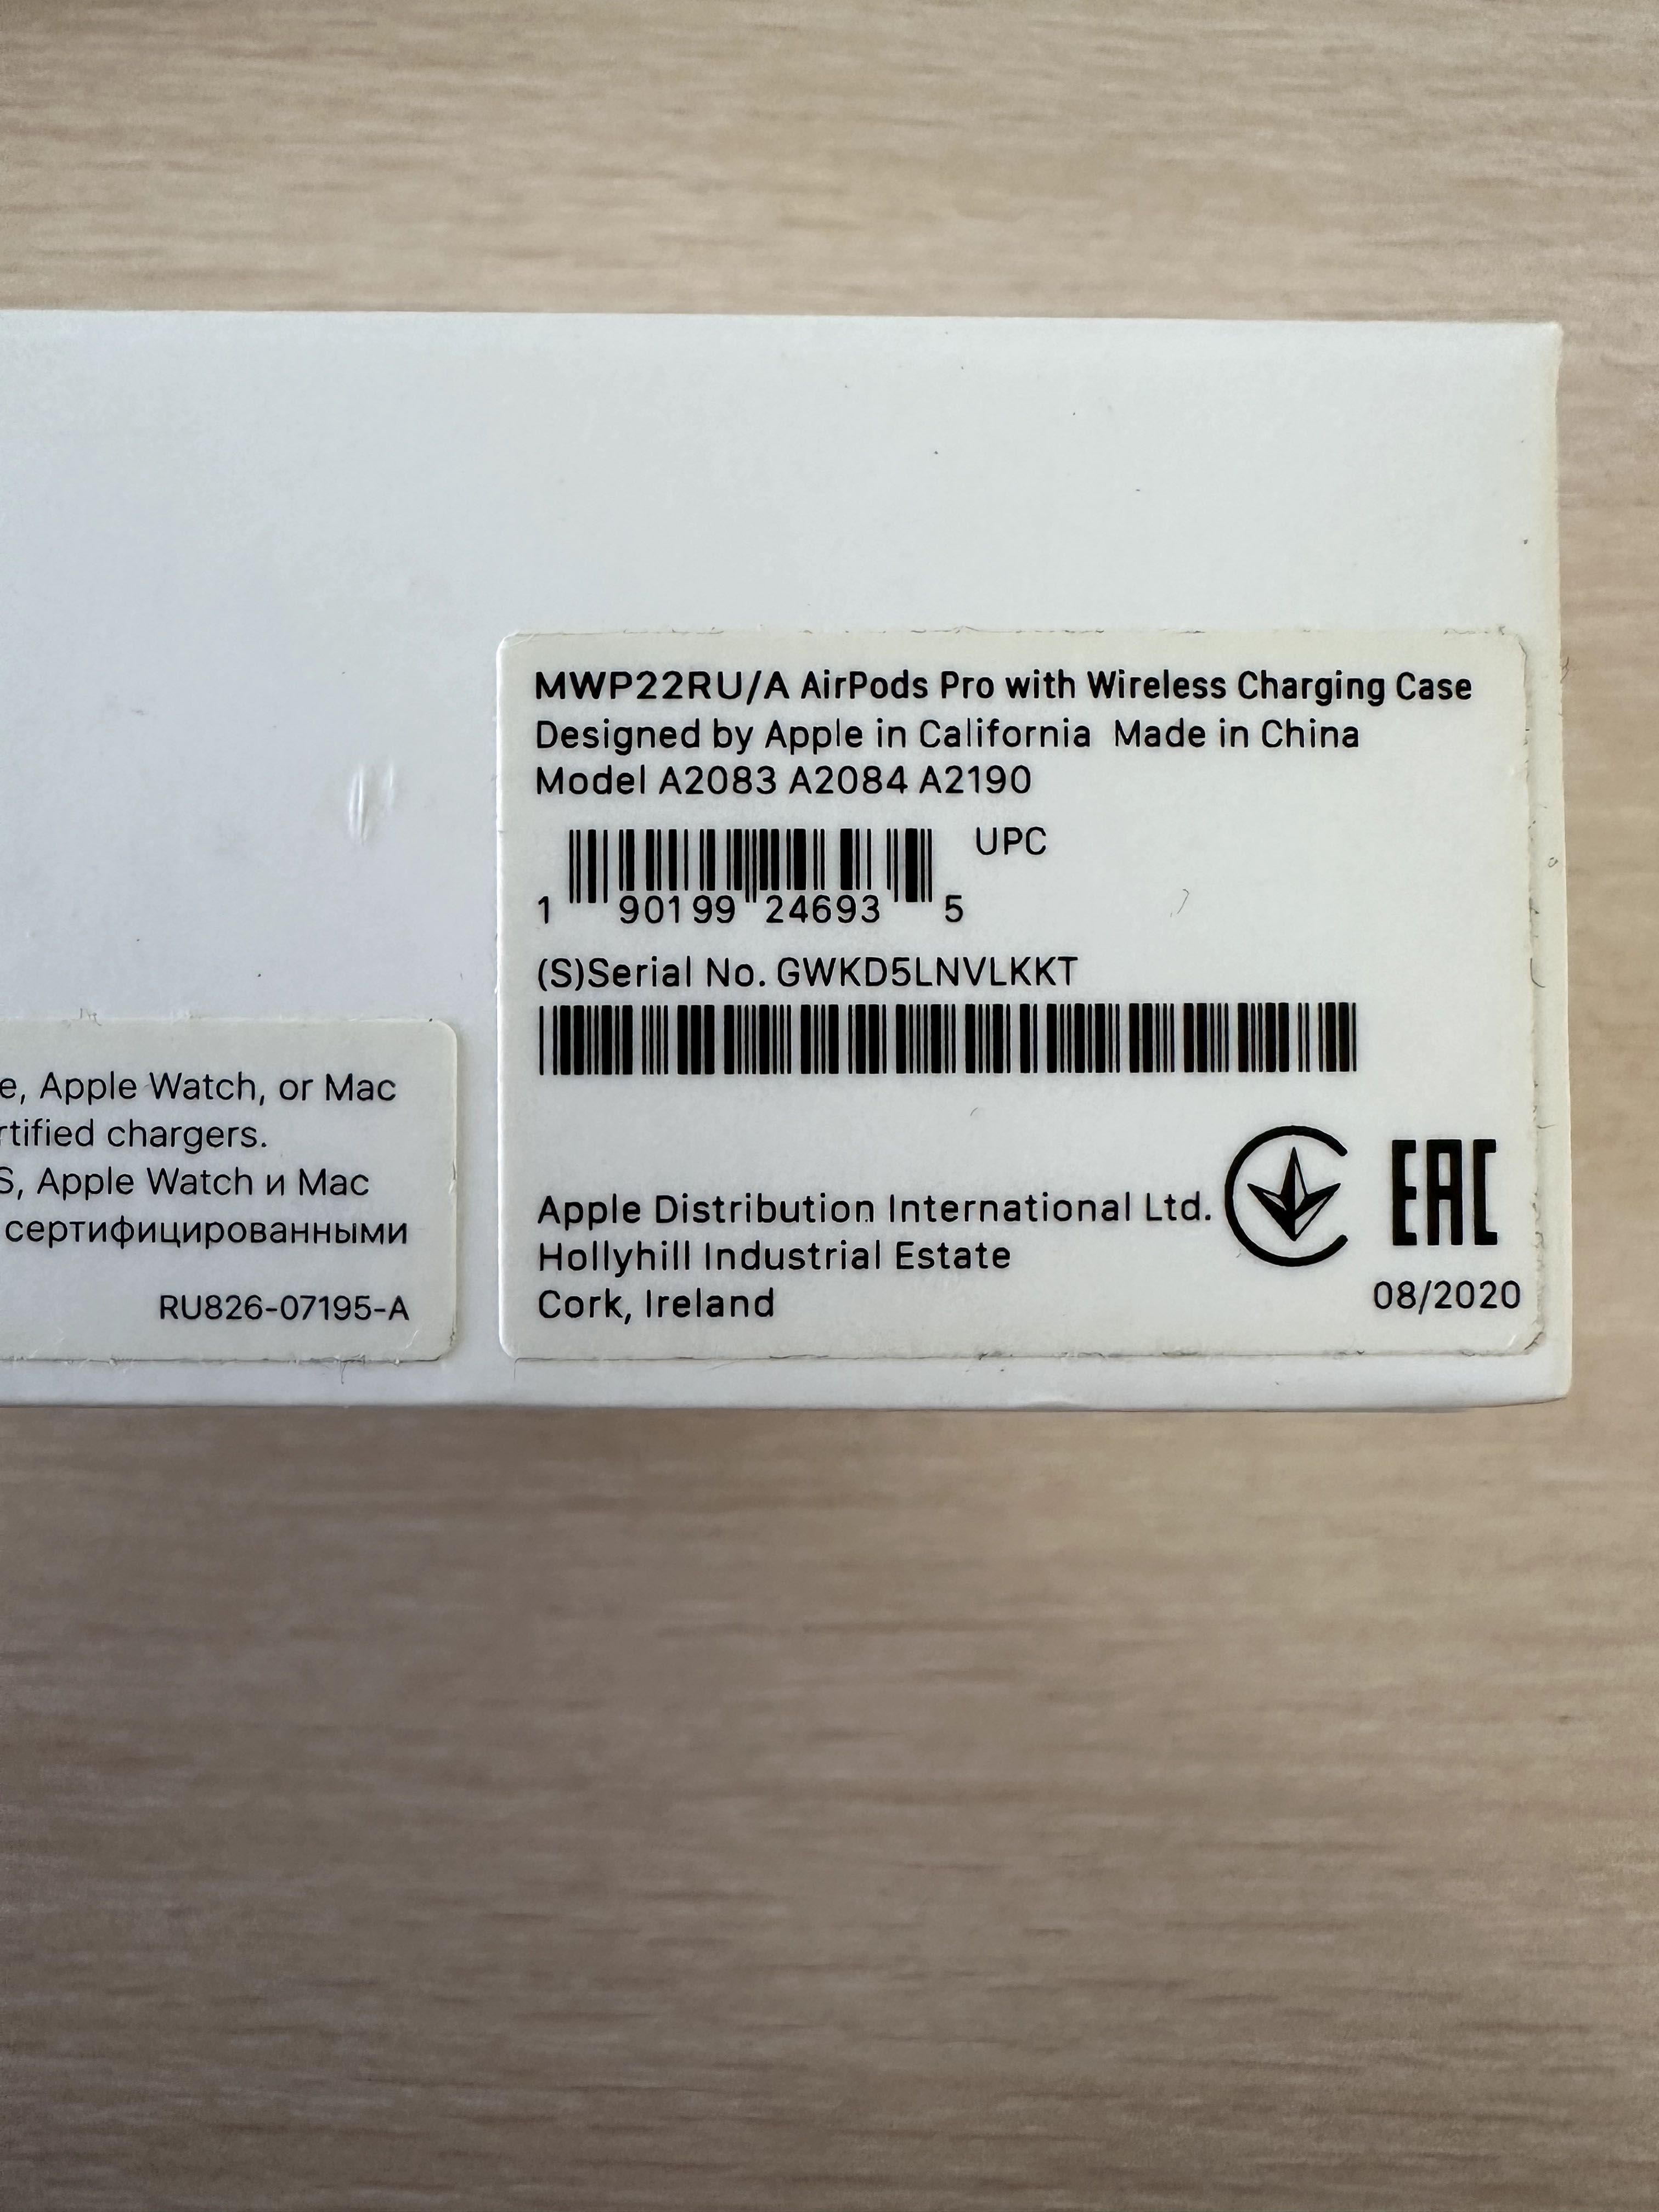 MWP22RU/A AirPods Pro with Wireless Charging Case
Designed by Apple in California  Made in China
Model A2083 A2084 A2190
UPC
1 90199 24693 5
(S)Serial No. GWKD5LNVLKKT
Apple Distribution International Ltd.
Hollyhill Industrial Estate
Cork, Ireland
EAC
08/2020
e, Apple Watch, or Mac
rtified chargers.
S, Apple Watch и Mac
сертифицированными
RU826-07195-A